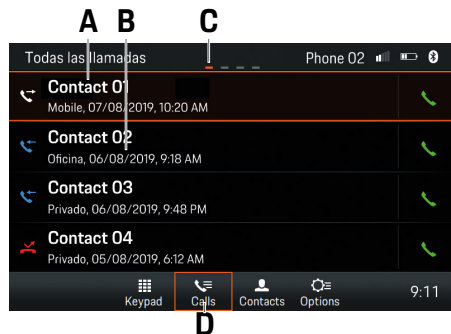 A B C
Todas las llamadas Phone 02
Contact 01
Mobile, 07/08/2019, 10:20 AM
Contact 02
Oficina, 06/08/2019, 9:18 AM
Contact 03
Privado, 06/08/2019, 9:48 PM
Contact 04
Privado, 05/08/2019, 6:12 AM
Keypad Calls Contacts Options 9:11
D